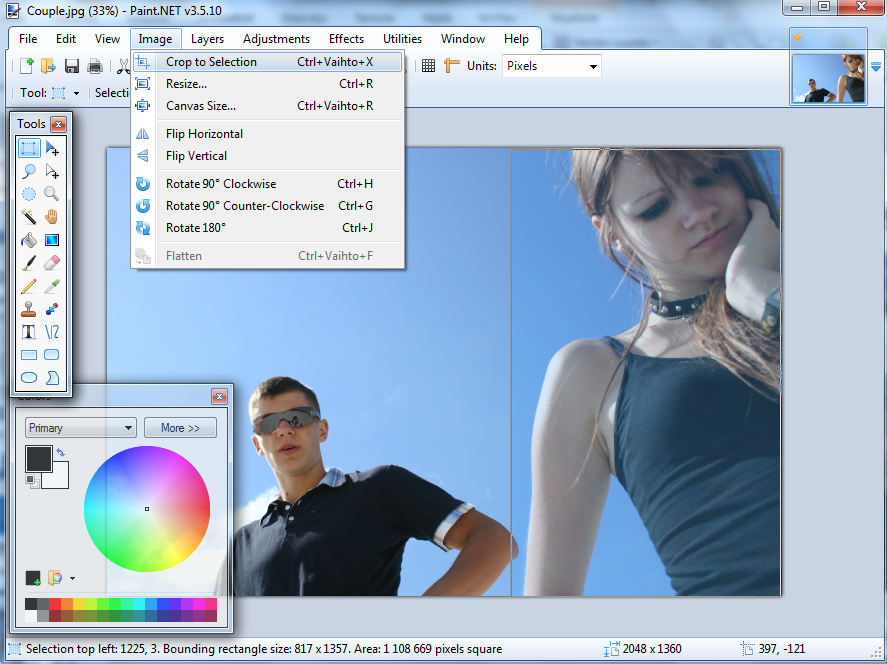 Couple.jpg (33%) - Paint.NET v3.5.10
File Edit View Image Layers Adjustments Effects Utilities Window Help
Crop to Selection Ctrl+Vaihto+X
Units: Pixels
Resize... Ctrl+R
Tool: Selecti
Canvas Size... Ctrl+Vaihto+R
Tools
Flip Horizontal
Flip Vertical
Rotate 90° Clockwise Ctrl+H
Rotate 90° Counter-Clockwise Ctrl+G
Rotate 180° Ctrl+J
Flatten Ctrl+Vaihto+F
Colors
Primary More >>
Selection top left: 1225, 3. Bounding rectangle size: 817 x 1357. Area: 1 108 669 pixels square 2048 x 1360 397, -121